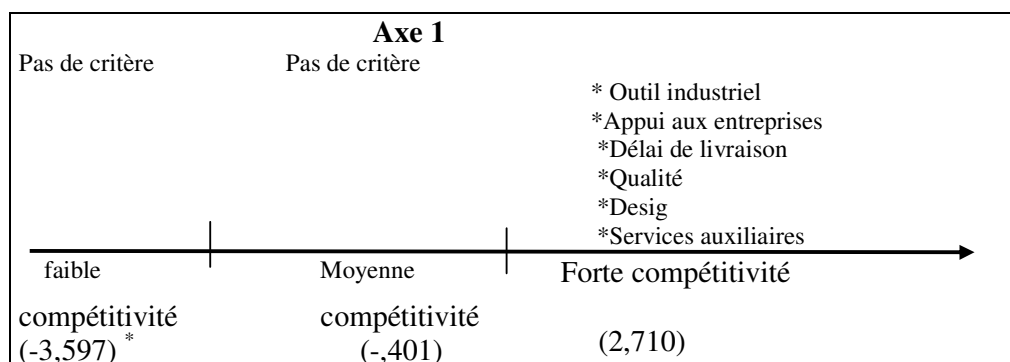 Axe 1
Pas de critère Pas de critère
* Outil industriel
*Appui aux entreprises
*Délai de livraison
*Qualité
*Desig
*Services auxiliaires
faible Moyenne Forte compétitivité
compétitivité compétitivité
(-3,597) * (-,401) (2,710)